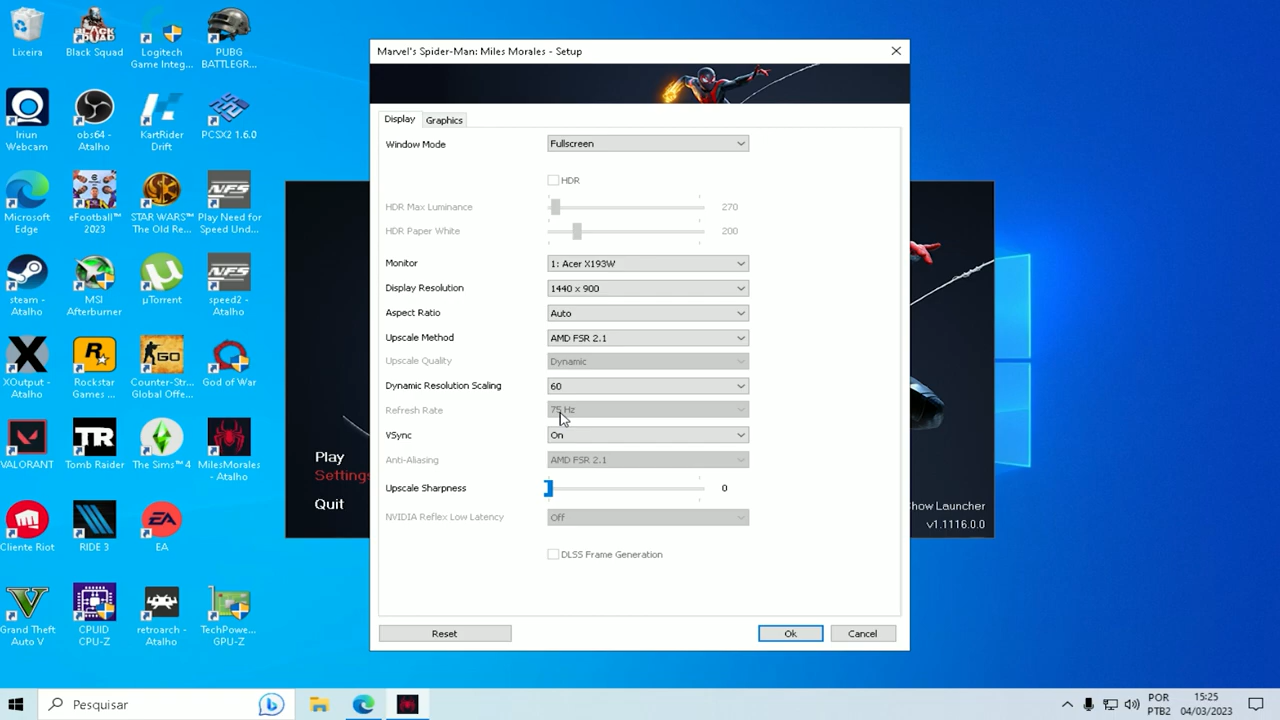 Lixeira
Black Squad
Logitech
Game Integ...
PUBG
BATTLEGR...
Iriun
Webcam
obs64 -
Atalho
KartRider
Drift
PCSX2 1.6.0
Microsoft
Edge
eFootball™
2023
STAR WARS™
The Old Re...
Play Need for
Speed Und...
steam -
Atalho
MSI
Afterburner
µTorrent
speed2 -
Atalho
XOutput -
Atalho
Rockstar
Games ...
Counter-Str...
Global Offe...
God of War
VALORANT
Tomb Raider
The Sims™ 4
MilesMorales
- Atalho
Cliente Riot
RIDE 3
EA
Grand Theft
Auto V
CPUID
CPU-Z
retroarch -
Atalho
TechPowe...
GPU-Z
Marvel's Spider-Man: Miles Morales - Setup
Display
Graphics
Window Mode
Fullscreen
HDR
HDR Max Luminance
270
HDR Paper White
200
Monitor
1: Acer X193W
Display Resolution
1440 x 900
Aspect Ratio
Auto
Upscale Method
AMD FSR 2.1
Upscale Quality
Dynamic
Dynamic Resolution Scaling
60
Refresh Rate
75 Hz
VSync
On
Anti-Aliasing
AMD FSR 2.1
Upscale Sharpness
0
NVIDIA Reflex Low Latency
Off
DLSS Frame Generation
Reset
Ok
Cancel
Play
Settings
Quit
how Launcher
v1.1116.0.0
Pesquisar
POR
PTB2
15:25
04/03/2023